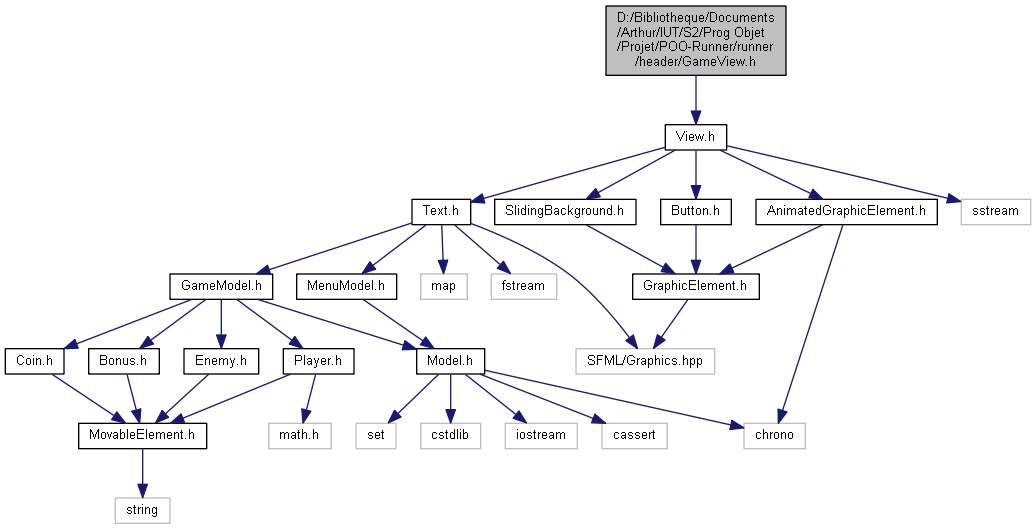 D:/Bibliotheque/Documents
/Arthur/IUT/S2/Prog Objet
/Projet/POO-Runner/runner
/header/GameView.h
View.h
Text.h
SlidingBackground.h
Button.h
AnimatedGraphicElement.h
sstream
GameModel.h
MenuModel.h
map
fstream
GraphicElement.h
Coin.h
Bonus.h
Enemy.h
Player.h
Model.h
SFML/Graphics.hpp
MovableElement.h
math.h
set
cstdlib
iostream
cassert
chrono
string